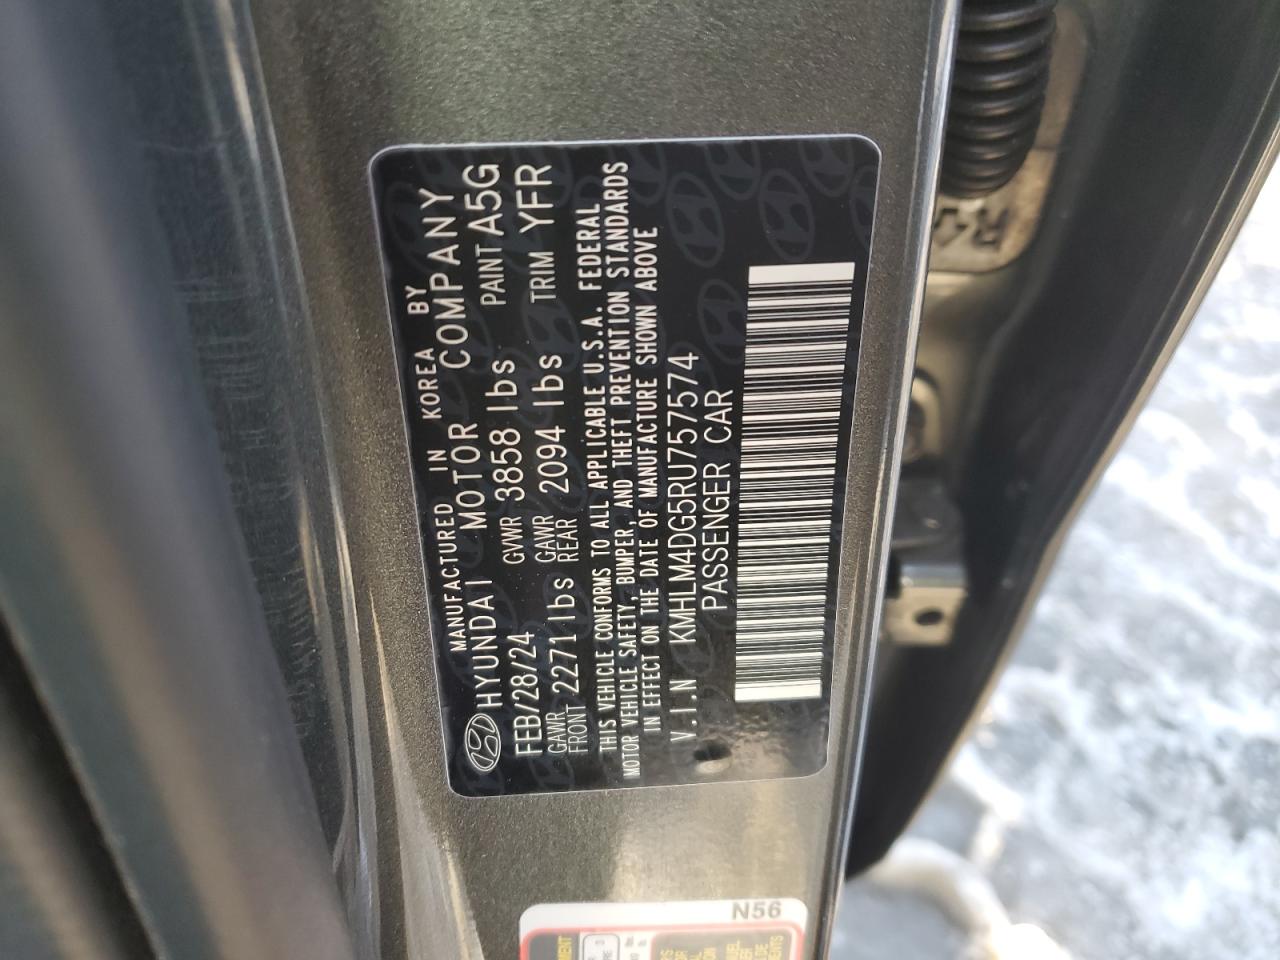 MANUFACTURED IN KOREA BY
HYUNDAI MOTOR COMPANY
FEB/28/24 GVWR 3858 lbs PAINT A5G
GAWR FRONT 2271 lbs GAWR REAR 2094 lbs TRIM YFR
THIS VEHICLE CONFORMS TO ALL APPLICABLE U.S.A. FEDERAL
MOTOR VEHICLE SAFETY, BUMPER, AND THEFT PREVENTION STANDARDS
IN EFFECT ON THE DATE OF MANUFACTURE SHOWN ABOVE
V.I.N KMHLM4DG5RU757574
PASSENGER CAR
N56